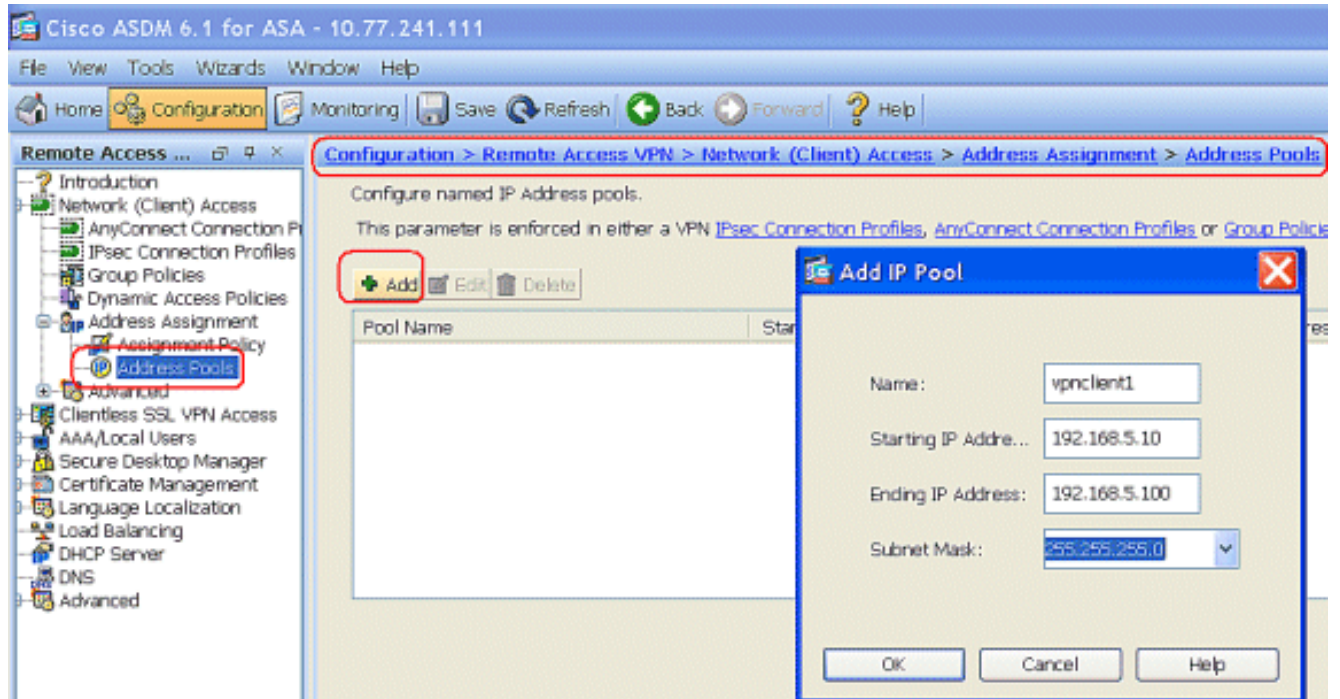 Cisco ASDM 6.1 for ASA - 10.77.241.111
File View Tools Wizards Window Help
Home Configuration Monitoring Save Refresh Back Forward Help
Remote Access ...
Configuration > Remote Access VPN > Network (Client) Access > Address Assignment > Address Pools
Introduction
Network (Client) Access
AnyConnect Connection P
IPsec Connection Profiles
Group Policies
Dynamic Access Policies
Address Assignment
Assignment Policy
IP Address Pools
Advanced
Clientless SSL VPN Access
AAA/Local Users
Secure Desktop Manager
Certificate Management
Language Localization
Load Balancing
DHCP Server
DNS
Advanced
Configure named IP Address pools.
This parameter is enforced in either a VPN IPsec Connection Profiles, AnyConnect Connection Profiles or Group Policie
Add Edit Delete
Pool Name Star
Add IP Pool
Name: vpnclient1
Starting IP Addre... 192.168.5.10
Ending IP Address: 192.168.5.100
Subnet Mask: 255.255.255.0
OK Cancel Help